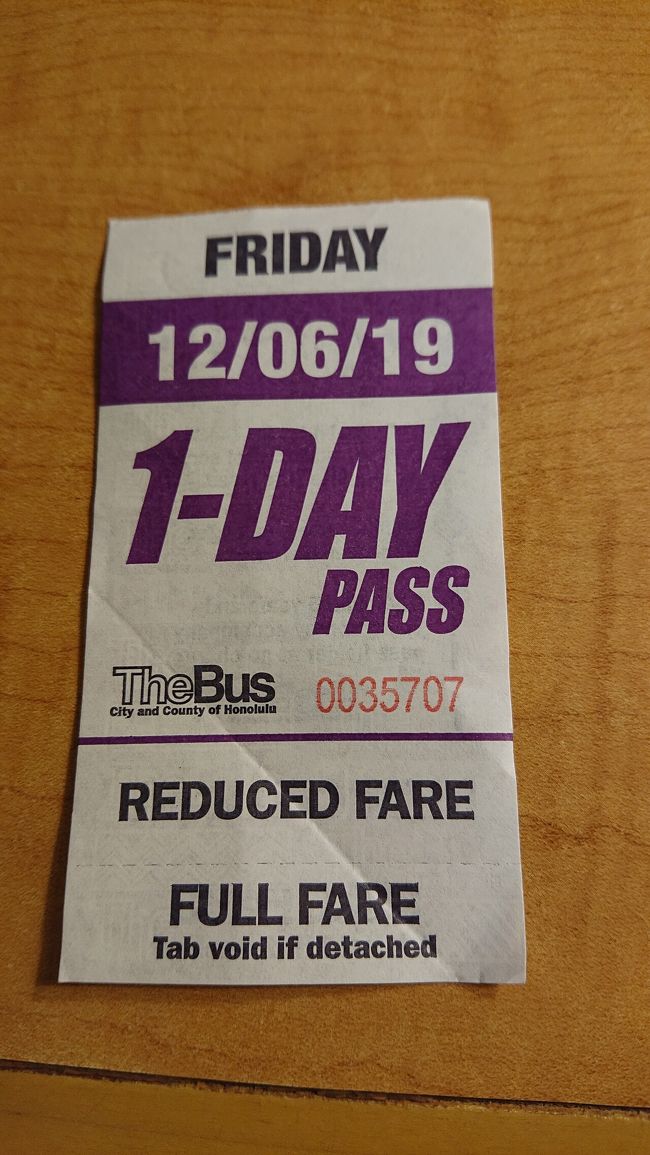 FRIDAY
12/06/19
1-DAY
PASS
TheBus
City and County of Honolulu
0035707
REDUCED FARE
FULL FARE
Tab void if detached